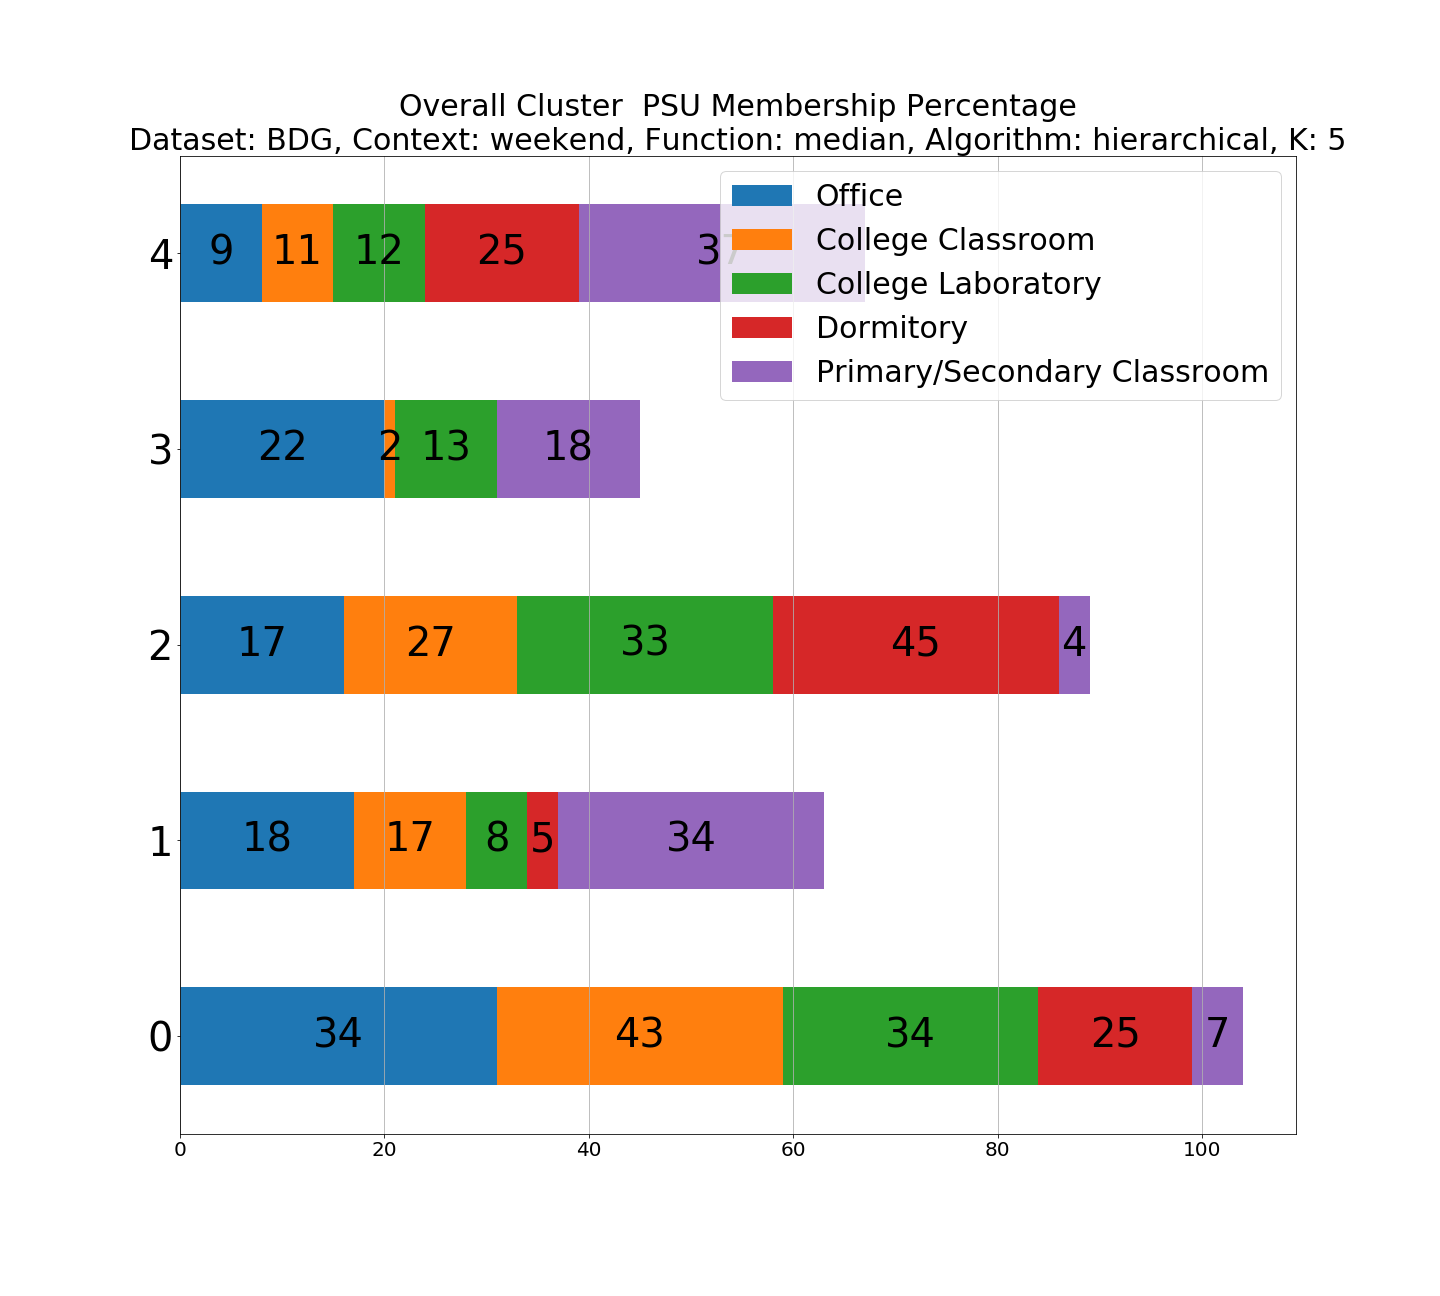 Overall Cluster  PSU Membership Percentage
Dataset: BDG, Context: weekend, Function: median, Algorithm: hierarchical, K: 5
Office
College Classroom
College Laboratory
Dormitory
Primary/Secondary Classroom
4 9 11 12 25 37
3 22 2 13 18
2 17 27 33 45 4
1 18 17 8 5 34
0 34 43 34 25 7
0 20 40 60 80 100